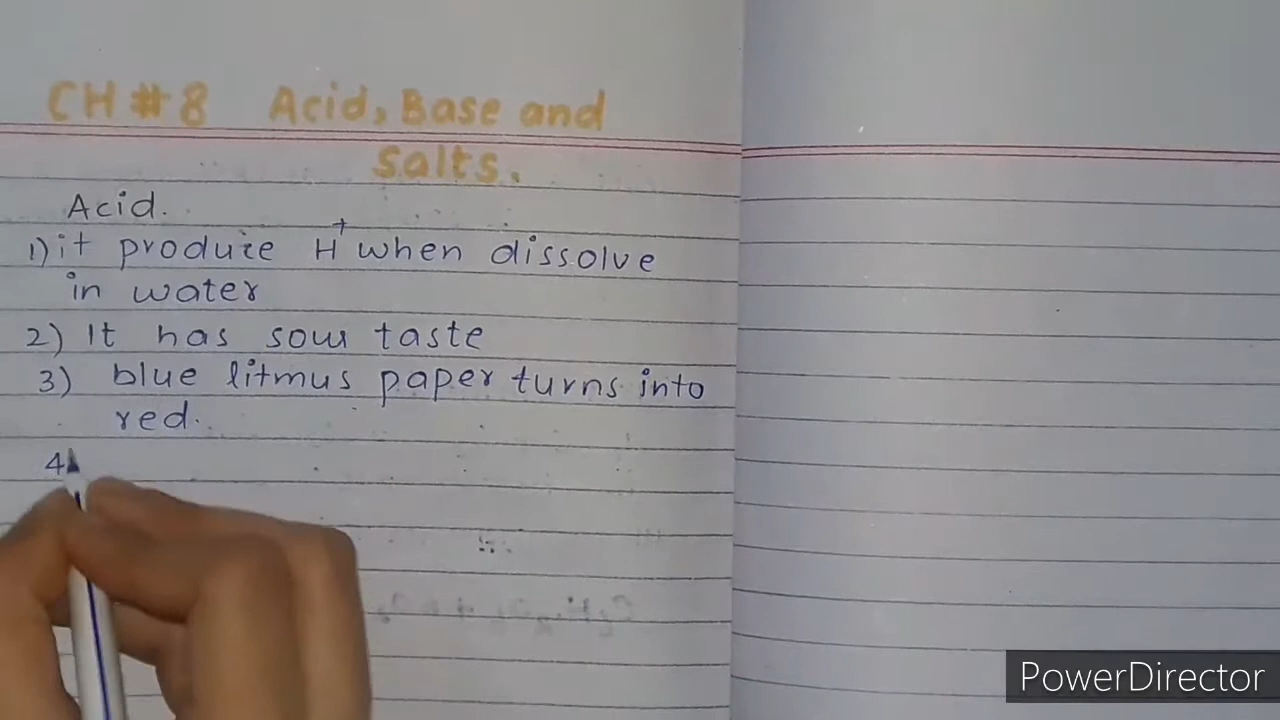 CH # 8 Acid, Base and
Salts.
Acid.
1) it produce H⁺ when dissolve
in water
2) It has sour taste
3) blue litmus paper turns into
red.
4
PowerDirector